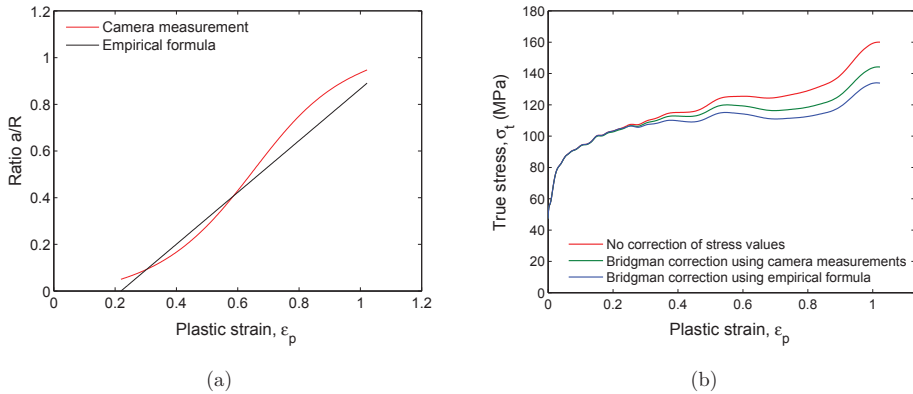 1.2
1
0.8
0.6
0.4
0.2
0
Ratio a/R
Camera measurement
Empirical formula
0 0.2 0.4 0.6 0.8 1 1.2
Plastic strain, εp
(a)
180
160
140
120
100
80
60
40
20
0
True stress, σt (MPa)
No correction of stress values
Bridgman correction using camera measurements
Bridgman correction using empirical formula
0 0.2 0.4 0.6 0.8 1
Plastic strain, εp
(b)